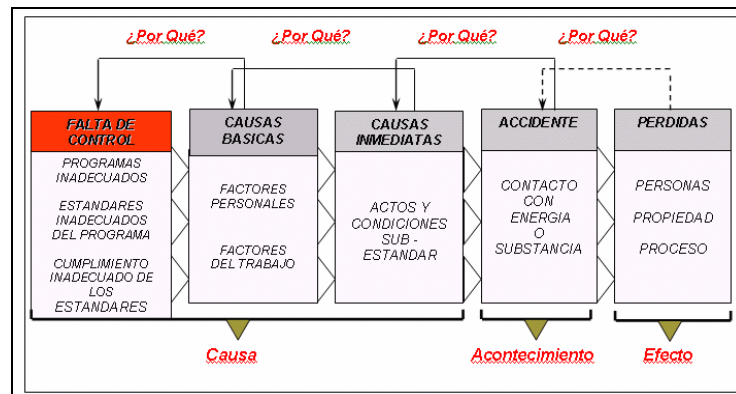 ¿Por Qué? ¿Por Qué? ¿Por Qué? ¿Por Qué?
FALTA DE
CONTROL
PROGRAMAS
INADECUADOS
ESTANDARES
INADECUADOS
DEL PROGRAMA
CUMPLIMIENTO
INADECUADO DE
LOS
ESTANDARES
CAUSAS
BASICAS
FACTORES
PERSONALES
FACTORES
DEL TRABAJO
CAUSAS
INMEDIATAS
ACTOS Y
CONDICIONES
SUB -
ESTANDAR
ACCIDENTE
CONTACTO
CON
ENERGIA
O
SUBSTANCIA
PERDIDAS
PERSONAS
PROPIEDAD
PROCESO
Causa
Acontecimiento
Efecto